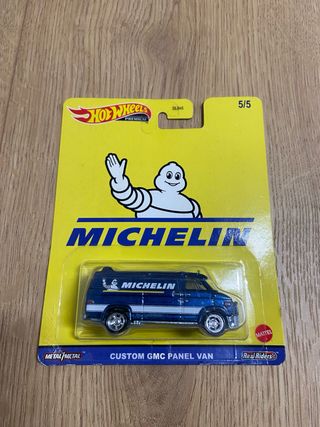 Hot Wheels
PREMIUM
5/5
MICHELIN
MICHELIN
MATTEL
METAL/METAL
CUSTOM GMC PANEL VAN
Real Riders